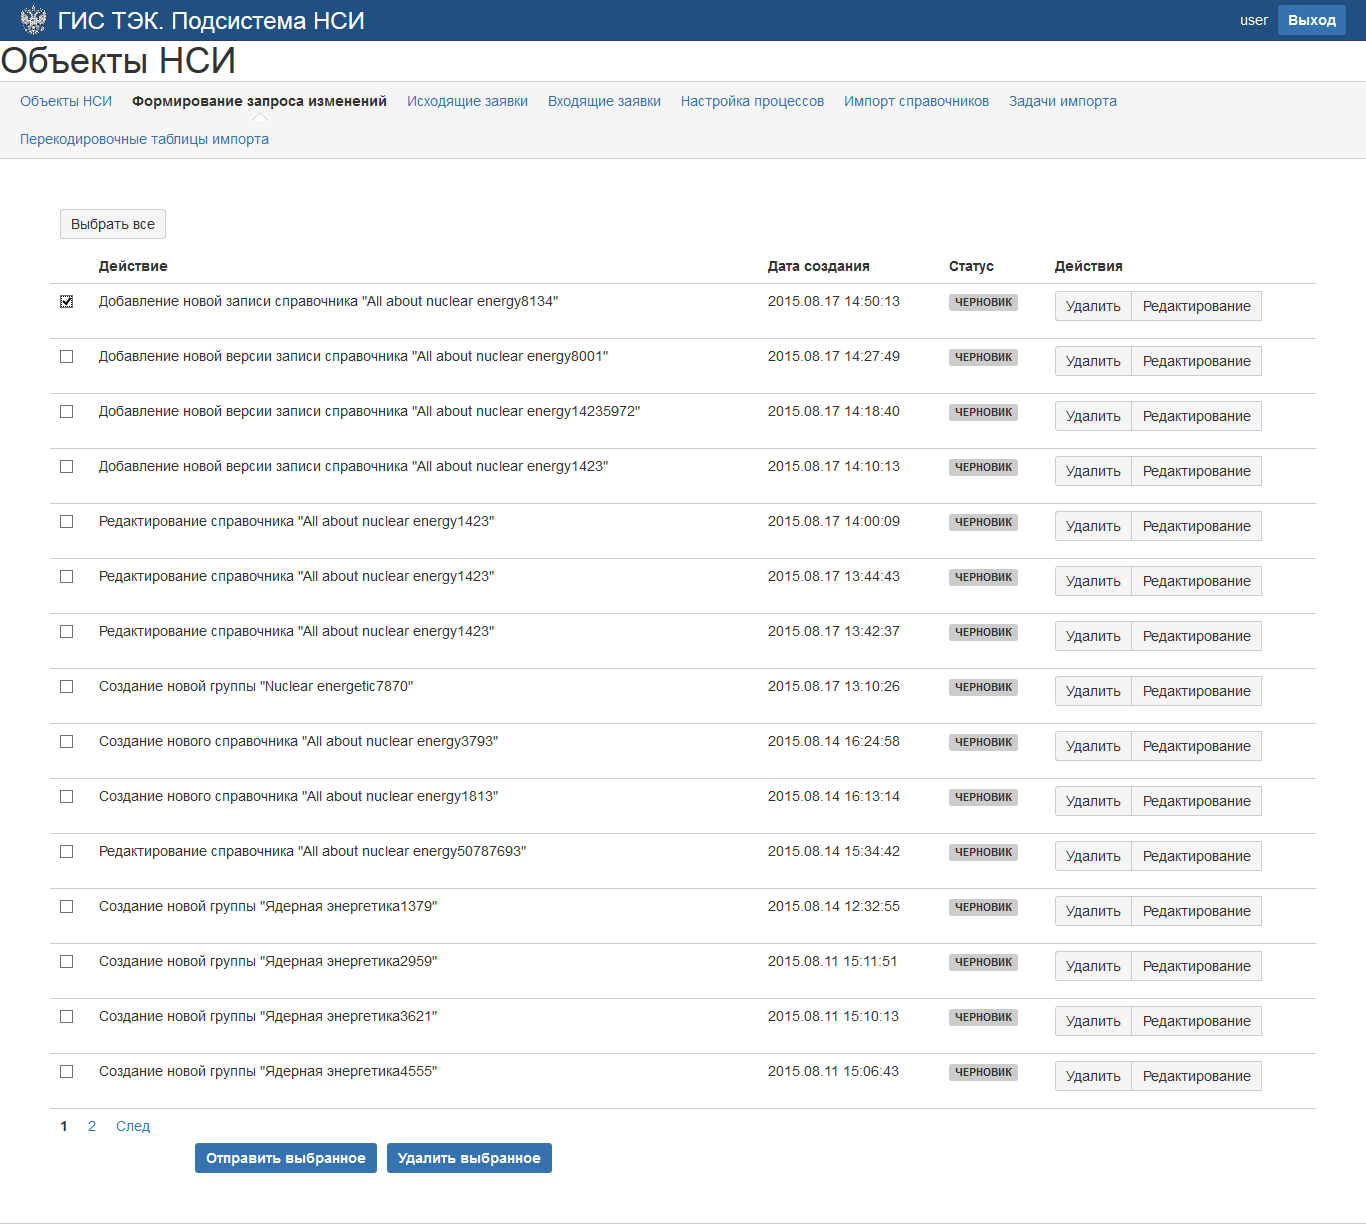 ГИС ТЭК. Подсистема НСИ user Выход
Объекты НСИ
Объекты НСИ Формирование запроса изменений Исходящие заявки Входящие заявки Настройка процессов Импорт справочников Задачи импорта
Перекодировочные таблицы импорта
Выбрать все
Действие Дата создания Статус Действия
Добавление новой записи справочника "All about nuclear energy8134" 2015.08.17 14:50:13 ЧЕРНОВИК Удалить Редактирование
Добавление новой версии записи справочника "All about nuclear energy8001" 2015.08.17 14:27:49 ЧЕРНОВИК Удалить Редактирование
Добавление новой версии записи справочника "All about nuclear energy14235972" 2015.08.17 14:18:40 ЧЕРНОВИК Удалить Редактирование
Добавление новой версии записи справочника "All about nuclear energy1423" 2015.08.17 14:10:13 ЧЕРНОВИК Удалить Редактирование
Редактирование справочника "All about nuclear energy1423" 2015.08.17 14:00:09 ЧЕРНОВИК Удалить Редактирование
Редактирование справочника "All about nuclear energy1423" 2015.08.17 13:44:43 ЧЕРНОВИК Удалить Редактирование
Редактирование справочника "All about nuclear energy1423" 2015.08.17 13:42:37 ЧЕРНОВИК Удалить Редактирование
Создание новой группы "Nuclear energetic7870" 2015.08.17 13:10:26 ЧЕРНОВИК Удалить Редактирование
Создание нового справочника "All about nuclear energy3793" 2015.08.14 16:24:58 ЧЕРНОВИК Удалить Редактирование
Создание нового справочника "All about nuclear energy1813" 2015.08.14 16:13:14 ЧЕРНОВИК Удалить Редактирование
Редактирование справочника "All about nuclear energy50787693" 2015.08.14 15:34:42 ЧЕРНОВИК Удалить Редактирование
Создание новой группы "Ядерная энергетика1379" 2015.08.14 12:32:55 ЧЕРНОВИК Удалить Редактирование
Создание новой группы "Ядерная энергетика2959" 2015.08.11 15:11:51 ЧЕРНОВИК Удалить Редактирование
Создание новой группы "Ядерная энергетика3621" 2015.08.11 15:10:13 ЧЕРНОВИК Удалить Редактирование
Создание новой группы "Ядерная энергетика4555" 2015.08.11 15:06:43 ЧЕРНОВИК Удалить Редактирование
1 2 След
Отправить выбранное Удалить выбранное